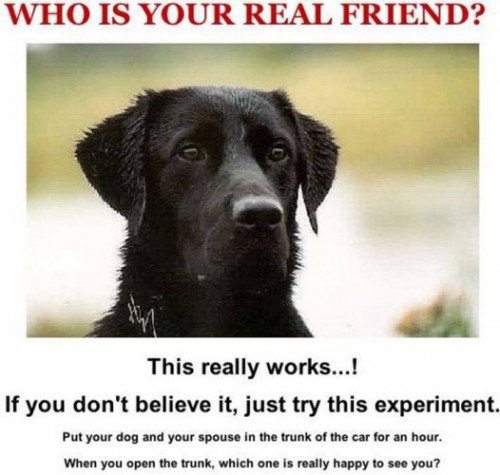 WHO IS YOUR REAL FRIEND?
This really works...!
If you don't believe it, just try this experiment.
Put your dog and your spouse in the trunk of the car for an hour.
When you open the trunk, which one is really happy to see you?